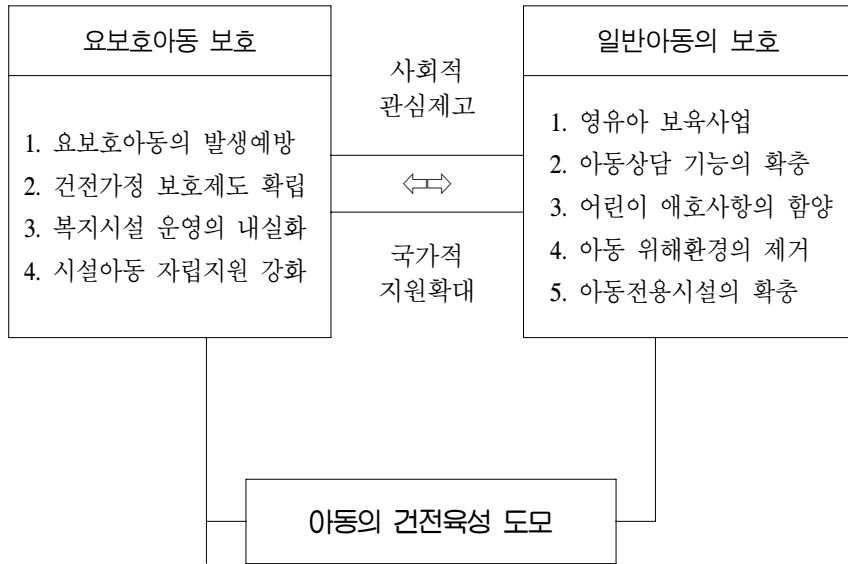 요보호아동 보호
1. 요보호아동의 발생예방
2. 건전가정 보호제도 확립
3. 복지시설 운영의 내실화
4. 시설아동 자립지원 강화
사회적
관심제고
⇔
국가적
지원확대
일반아동의 보호
1. 영유아 보육사업
2. 아동상담 기능의 확충
3. 어린이 애호사항의 함양
4. 아동 위해환경의 제거
5. 아동전용시설의 확충
아동의 건전육성 도모